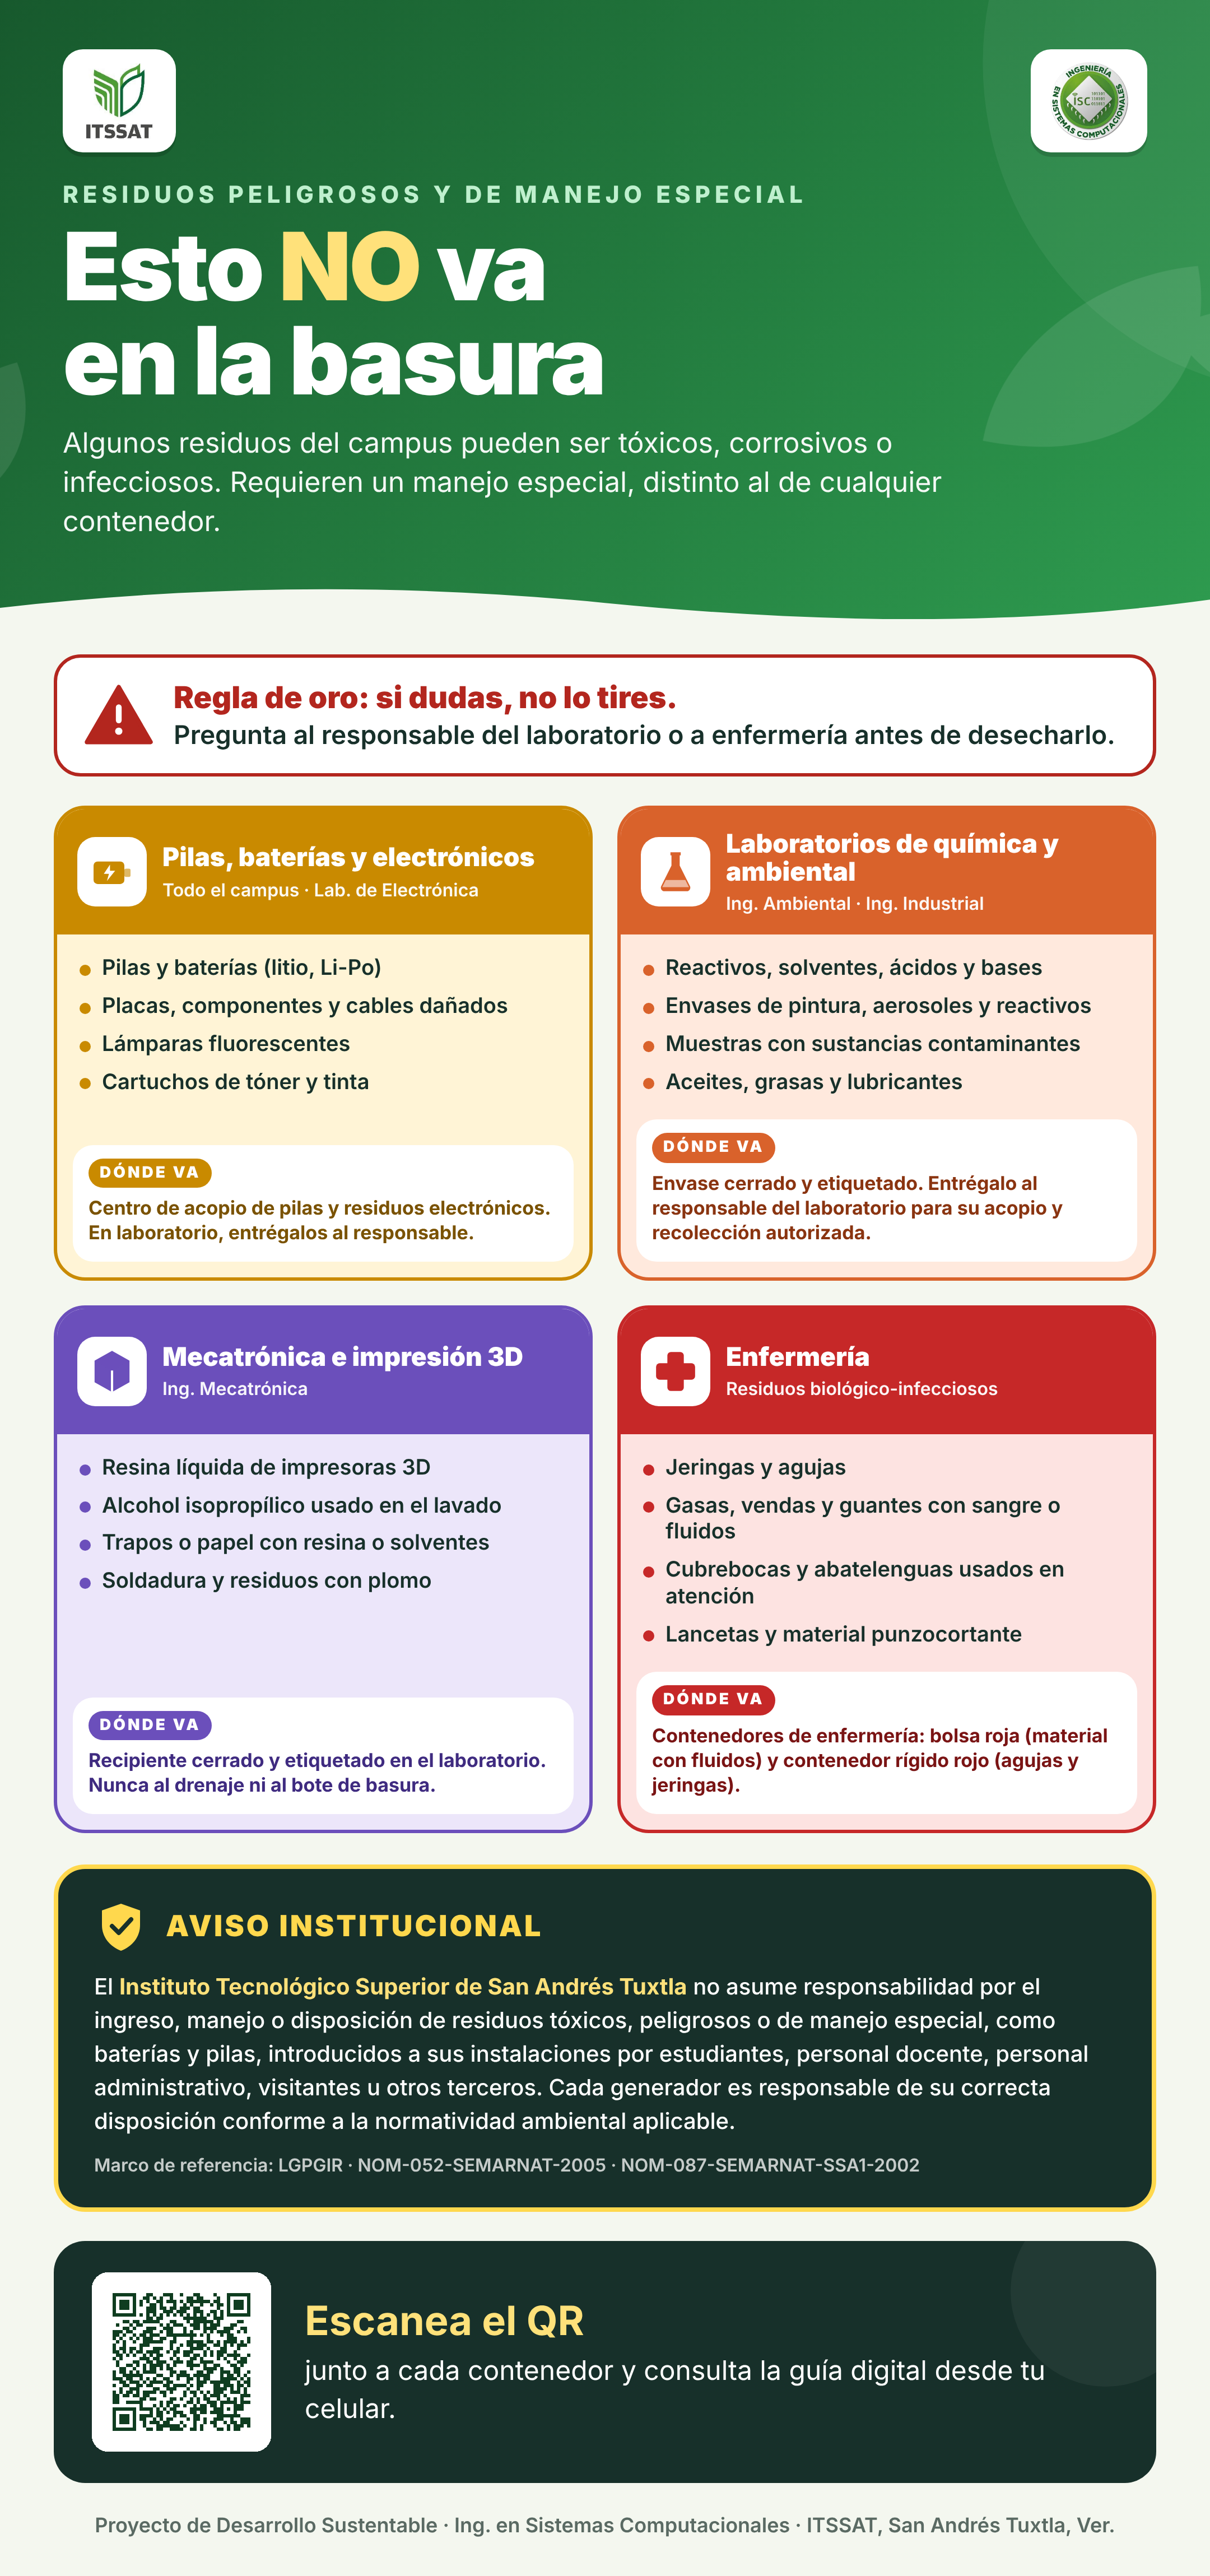 ITSSAT
INGENIERÍA
EN SISTEMAS COMPUTACIONALES
isc
RESIDUOS PELIGROSOS Y DE MANEJO ESPECIAL
Esto NO va
en la basura
Algunos residuos del campus pueden ser tóxicos, corrosivos o
infecciosos. Requieren un manejo especial, distinto al de cualquier
contenedor.
Regla de oro: si dudas, no lo tires.
Pregunta al responsable del laboratorio o a enfermería antes de desecharlo.
Pilas, baterías y electrónicos
Todo el campus · Lab. de Electrónica
Pilas y baterías (litio, Li-Po)
Placas, componentes y cables dañados
Lámparas fluorescentes
Cartuchos de tóner y tinta
DÓNDE VA
Centro de acopio de pilas y residuos electrónicos.
En laboratorio, entrégalos al responsable.
Laboratorios de química y
ambiental
Ing. Ambiental · Ing. Industrial
Reactivos, solventes, ácidos y bases
Envases de pintura, aerosoles y reactivos
Muestras con sustancias contaminantes
Aceites, grasas y lubricantes
DÓNDE VA
Envase cerrado y etiquetado. Entrégalo al
responsable del laboratorio para su acopio y
recolección autorizada.
Mecatrónica e impresión 3D
Ing. Mecatrónica
Resina líquida de impresoras 3D
Alcohol isopropílico usado en el lavado
Trapos o papel con resina o solventes
Soldadura y residuos con plomo
DÓNDE VA
Recipiente cerrado y etiquetado en el laboratorio.
Nunca al drenaje ni al bote de basura.
Enfermería
Residuos biológico-infecciosos
Jeringas y agujas
Gasas, vendas y guantes con sangre o
fluidos
Cubrebocas y abatelenguas usados en
atención
Lancetas y material punzocortante
DÓNDE VA
Contenedores de enfermería: bolsa roja (material
con fluidos) y contenedor rígido rojo (agujas y
jeringas).
AVISO INSTITUCIONAL
El Instituto Tecnológico Superior de San Andrés Tuxtla no asume responsabilidad por el
ingreso, manejo o disposición de residuos tóxicos, peligrosos o de manejo especial, como
baterías y pilas, introducidos a sus instalaciones por estudiantes, personal docente, personal
administrativo, visitantes u otros terceros. Cada generador es responsable de su correcta
disposición conforme a la normatividad ambiental aplicable.
Marco de referencia: LGPGIR · NOM-052-SEMARNAT-2005 · NOM-087-SEMARNAT-SSA1-2002
Escanea el QR
junto a cada contenedor y consulta la guía digital desde tu
celular.
Proyecto de Desarrollo Sustentable · Ing. en Sistemas Computacionales · ITSSAT, San Andrés Tuxtla, Ver.